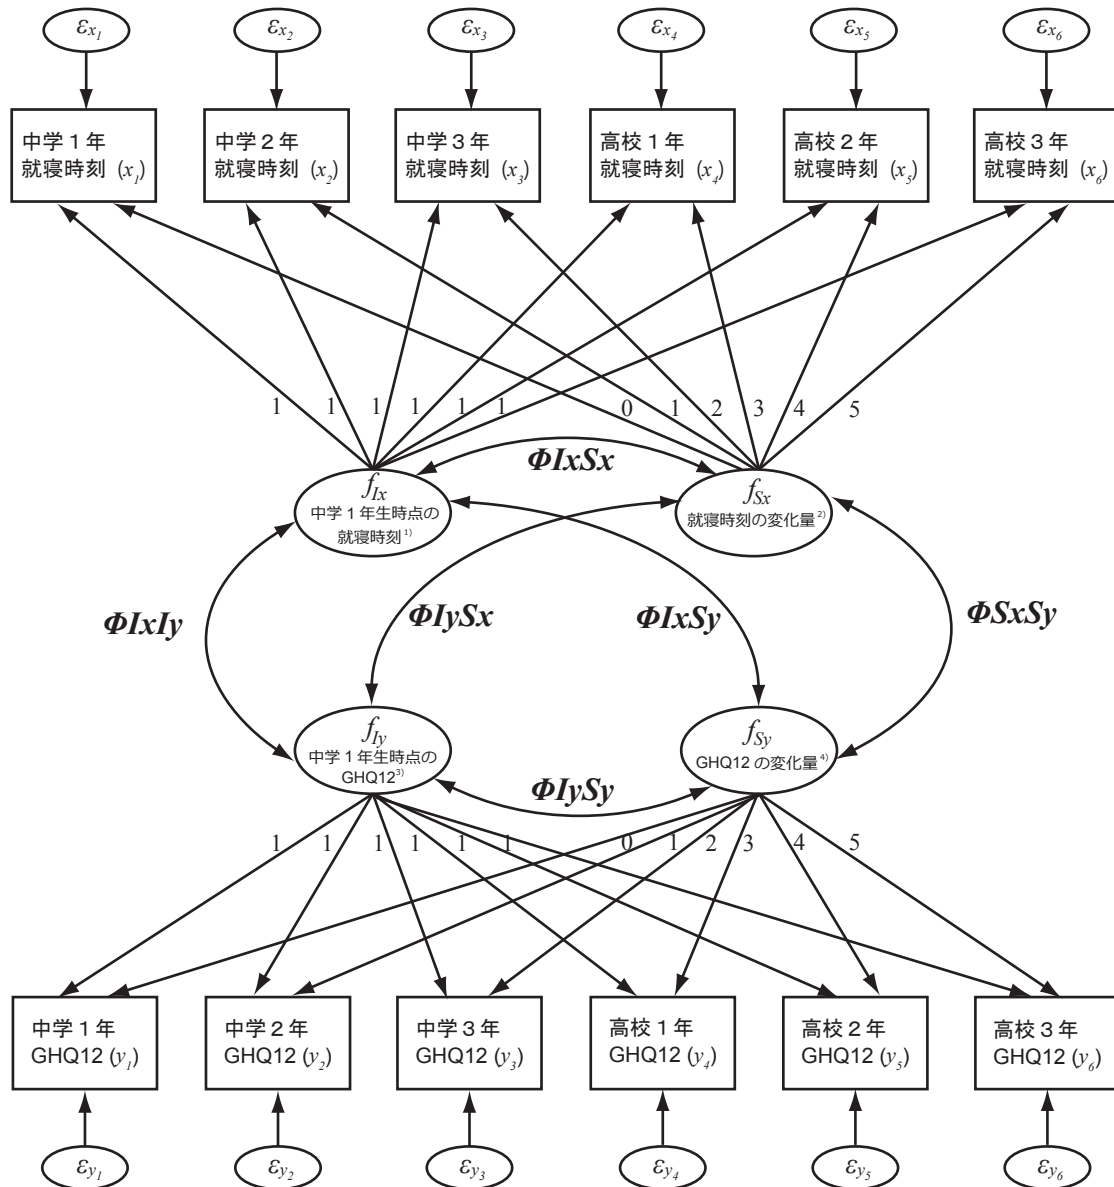 εx1 εx2 εx3 εx4 εx5 εx6
中学1年
就寝時刻 (x1)
中学2年
就寝時刻 (x2)
中学3年
就寝時刻 (x3)
高校1年
就寝時刻 (x4)
高校2年
就寝時刻 (x5)
高校3年
就寝時刻 (x6)
1 1 1 1 1 1 0 1 2 3 4 5
ΦIxSx
fIx
中学1年生時点の
就寝時刻1)
fSx
就寝時刻の変化量2)
ΦIxIy ΦIySx ΦIxSy ΦSxSy
fIy
中学1年生時点の
GHQ123)
fSy
GHQ12の変化量4)
ΦIySy
1 1 1 1 1 1 0 1 2 3 4 5
中学1年
GHQ12 (y1)
中学2年
GHQ12 (y2)
中学3年
GHQ12 (y3)
高校1年
GHQ12 (y4)
高校2年
GHQ12 (y5)
高校3年
GHQ12 (y6)
εy1 εy2 εy3 εy4 εy5 εy6